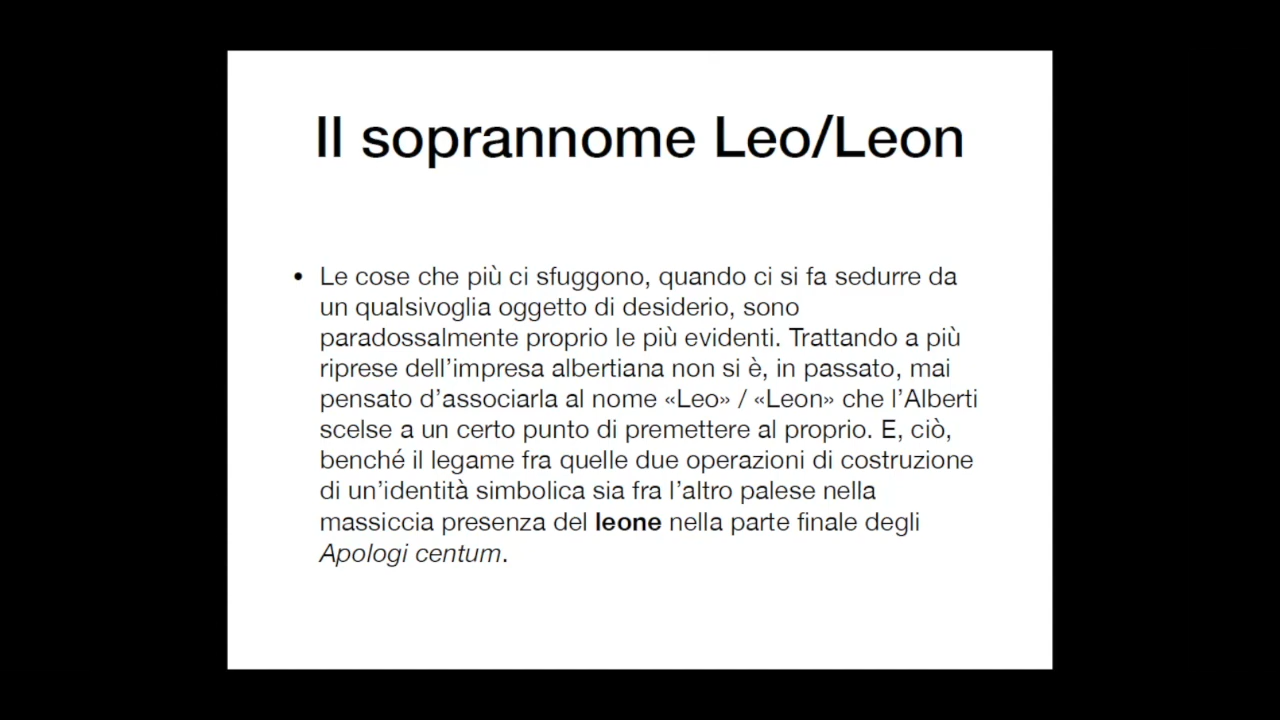 Il soprannome Leo/Leon
• Le cose che più ci sfuggono, quando ci si fa sedurre da
un qualsivoglia oggetto di desiderio, sono
paradossalmente proprio le più evidenti. Trattando a più
riprese dell’impresa albertiana non si è, in passato, mai
pensato d’associarla al nome «Leo» / «Leon» che l’Alberti
scelse a un certo punto di premettere al proprio. E, ciò,
benché il legame fra quelle due operazioni di costruzione
di un’identità simbolica sia fra l’altro palese nella
massiccia presenza del leone nella parte finale degli
Apologi centum.